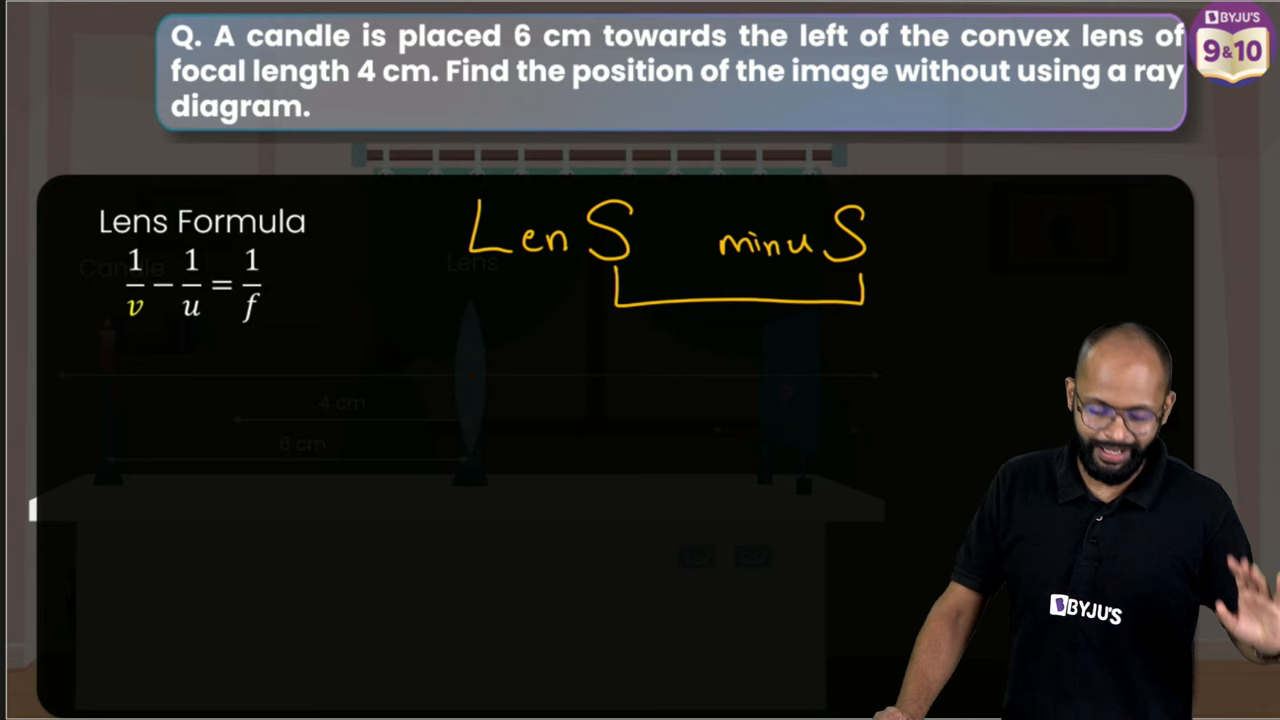 Q. A candle is placed 6 cm towards the left of the convex lens of
focal length 4 cm. Find the position of the image without using a ray
diagram.
BYJU'S
9&10
Lens Formula
LenS minuS
1/v − 1/u = 1/f
Candle
Lens
4 cm
6 cm
?
BYJU'S